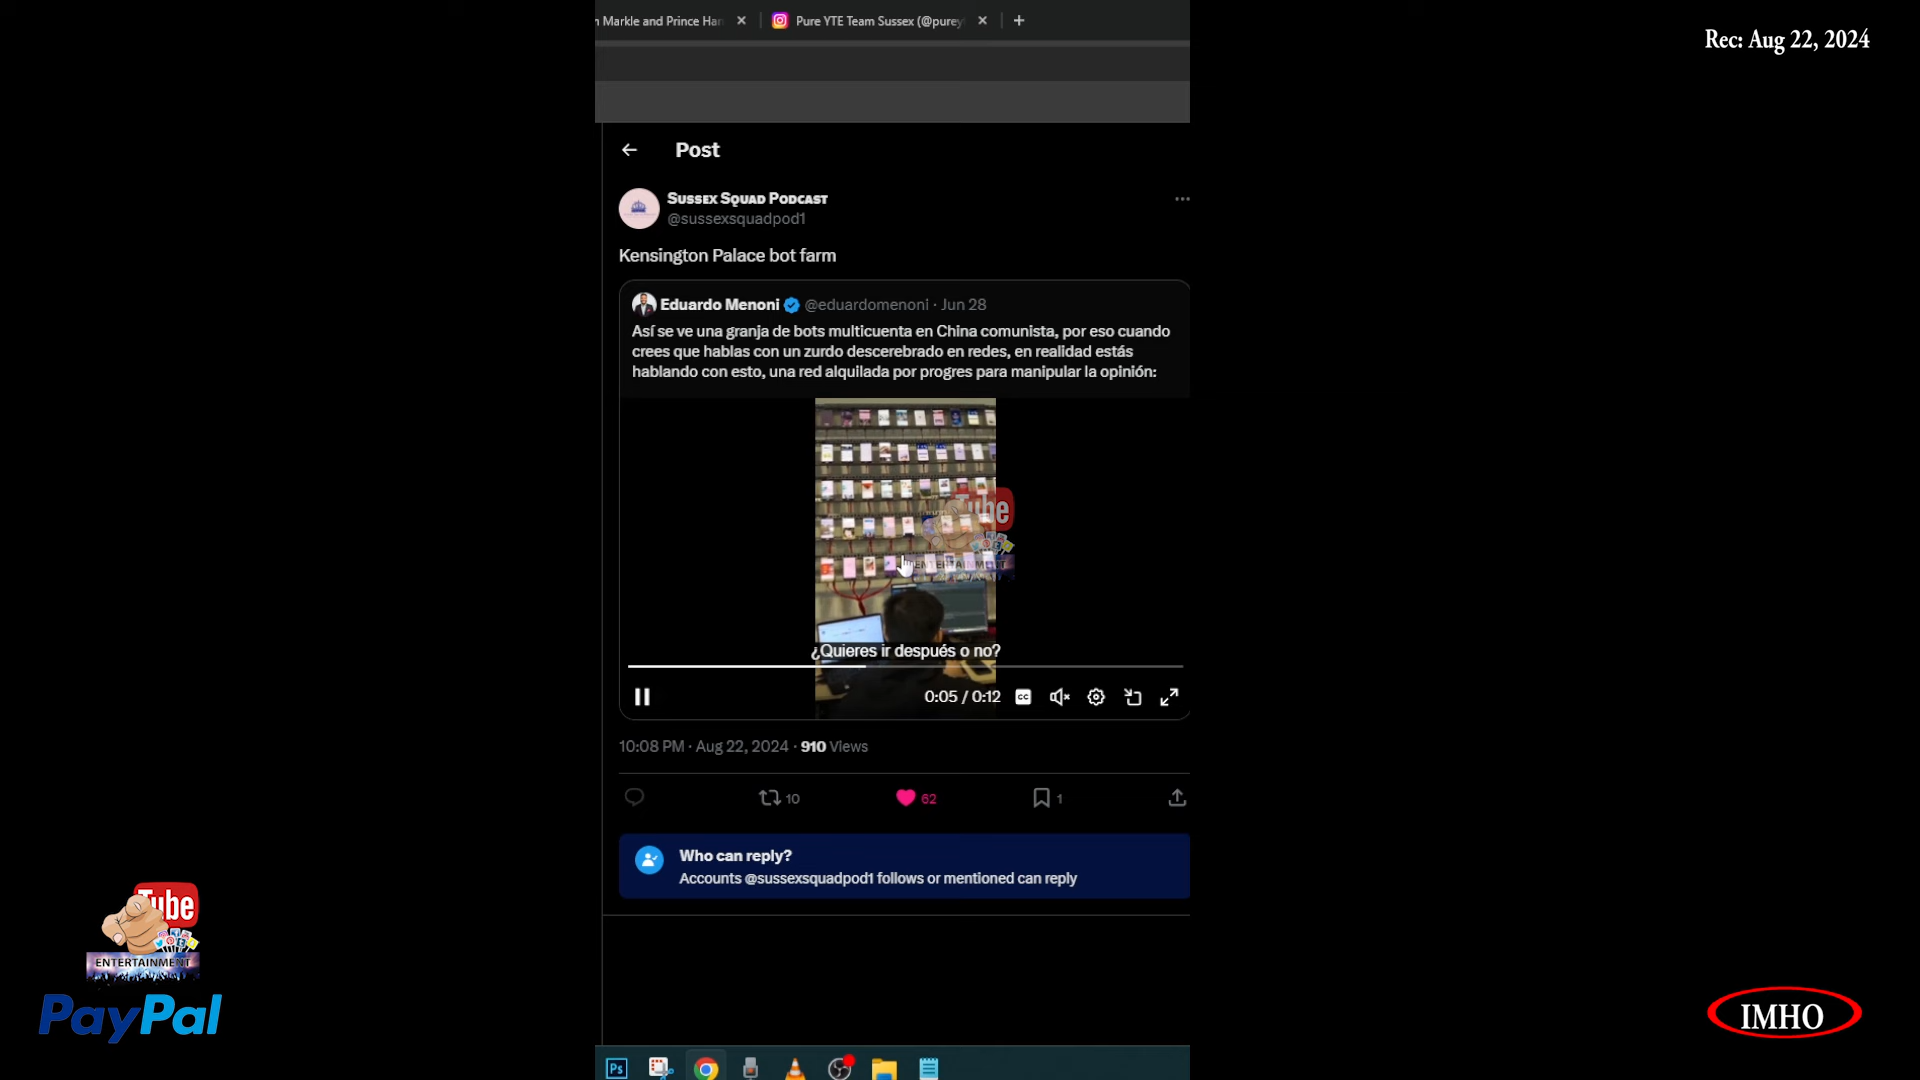 n Markle and Prince Har
Pure YTE Team Sussex (@purey
Rec: Aug 22, 2024
Post
Sussex Squad Podcast
@sussexsquadpod1
Kensington Palace bot farm
Eduardo Menoni @eduardomenoni · Jun 28
Así se ve una granja de bots multicuenta en China comunista, por eso cuando
crees que hablas con un zurdo descerebrado en redes, en realidad estás
hablando con esto, una red alquilada por progres para manipular la opinión:
Tube
ENTERTAINMENT
¿Quieres ir después o no?
0:05 / 0:12
CC
10:08 PM · Aug 22, 2024 · 910 Views
10
62
1
Who can reply?
Accounts @sussexsquadpod1 follows or mentioned can reply
Tube
ENTERTAINMENT
PayPal
IMHO
Ps